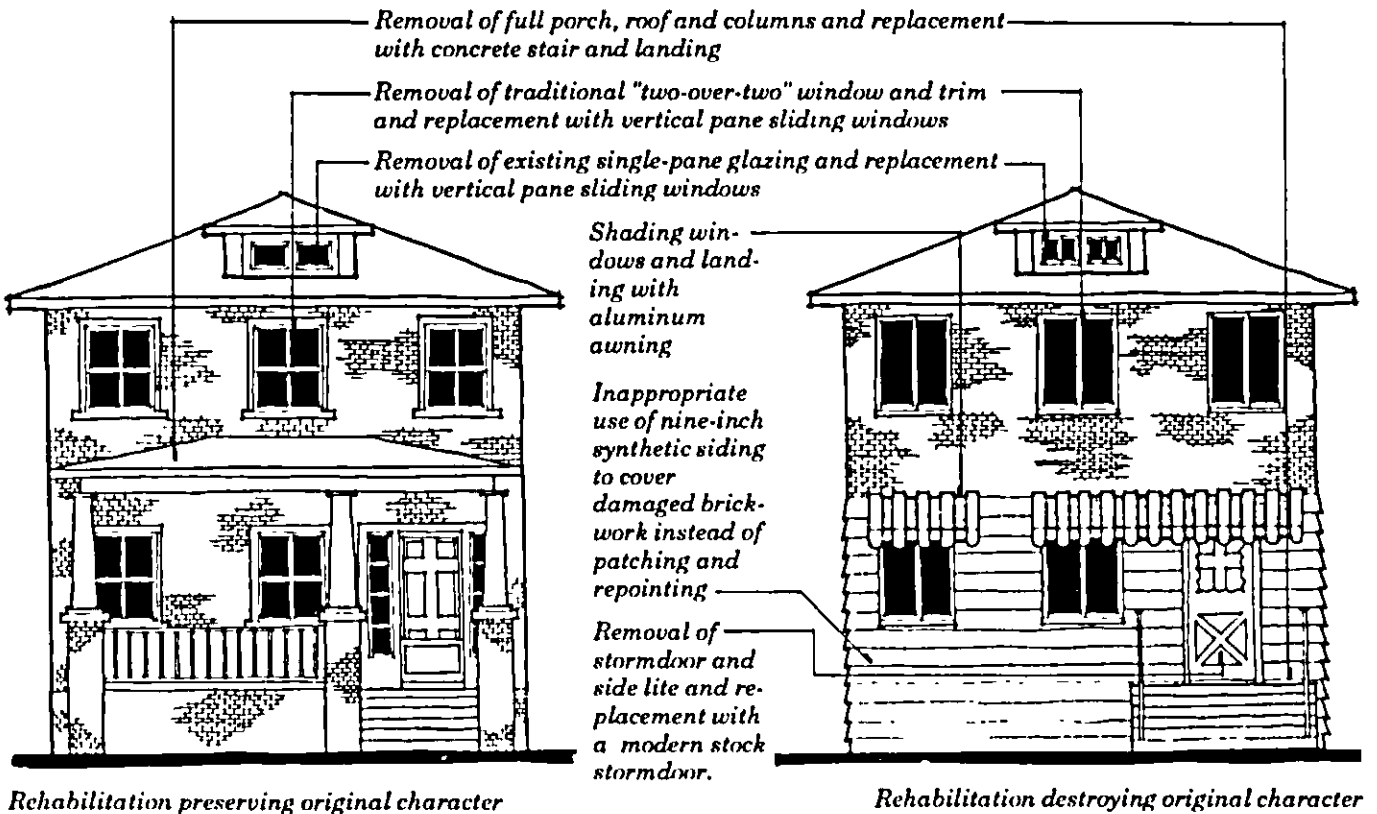 Removal of full porch, roof and columns and replacement
with concrete stair and landing
Removal of traditional "two-over-two" window and trim
and replacement with vertical pane sliding windows
Removal of existing single-pane glazing and replacement
with vertical pane sliding windows
Shading win-
dows and land-
ing with
aluminum
awning
Inappropriate
use of nine-inch
synthetic siding
to cover
damaged brick-
work instead of
patching and
repointing
Removal of
stormdoor and
side lite and re-
placement with
a modern stock
stormdoor.
Rehabilitation preserving original character
Rehabilitation destroying original character